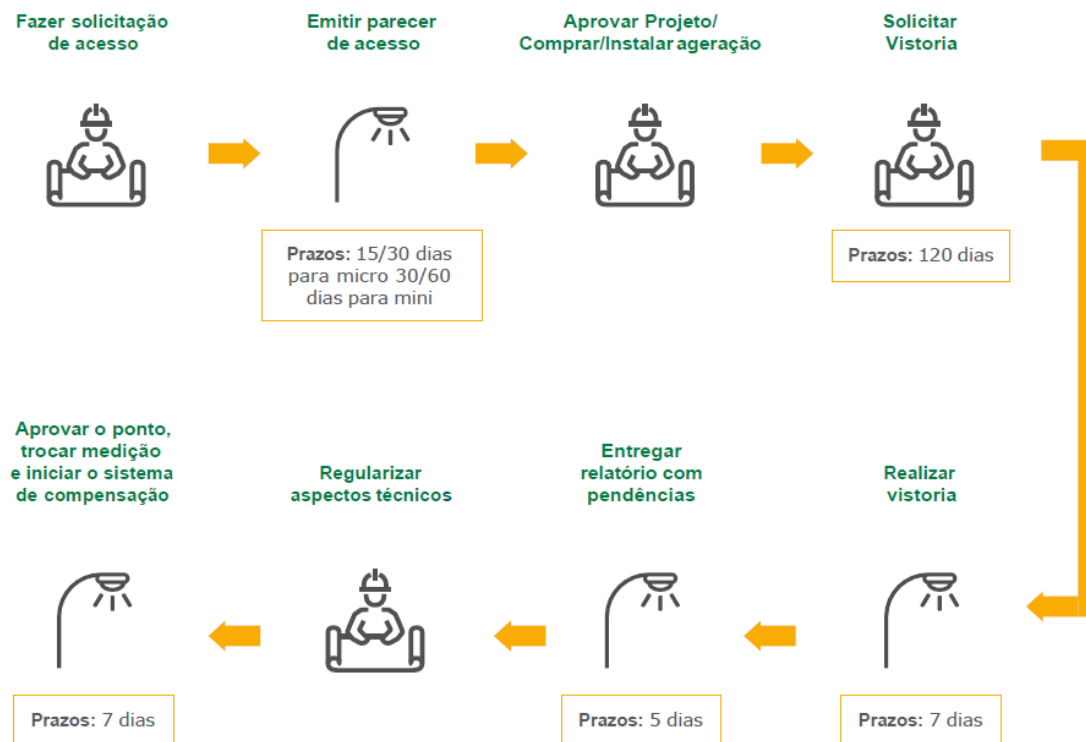 Fazer solicitação
de acesso
Emitir parecer
de acesso
Aprovar Projeto/
Comprar/Instalar ageração
Solicitar
Vistoria
Prazos: 15/30 dias
para micro 30/60
dias para mini
Prazos: 120 dias
Aprovar o ponto,
trocar medição
e iniciar o sistema
de compensação
Regularizar
aspectos técnicos
Entregar
relatório com
pendências
Realizar
vistoria
Prazos: 7 dias
Prazos: 5 dias
Prazos: 7 dias